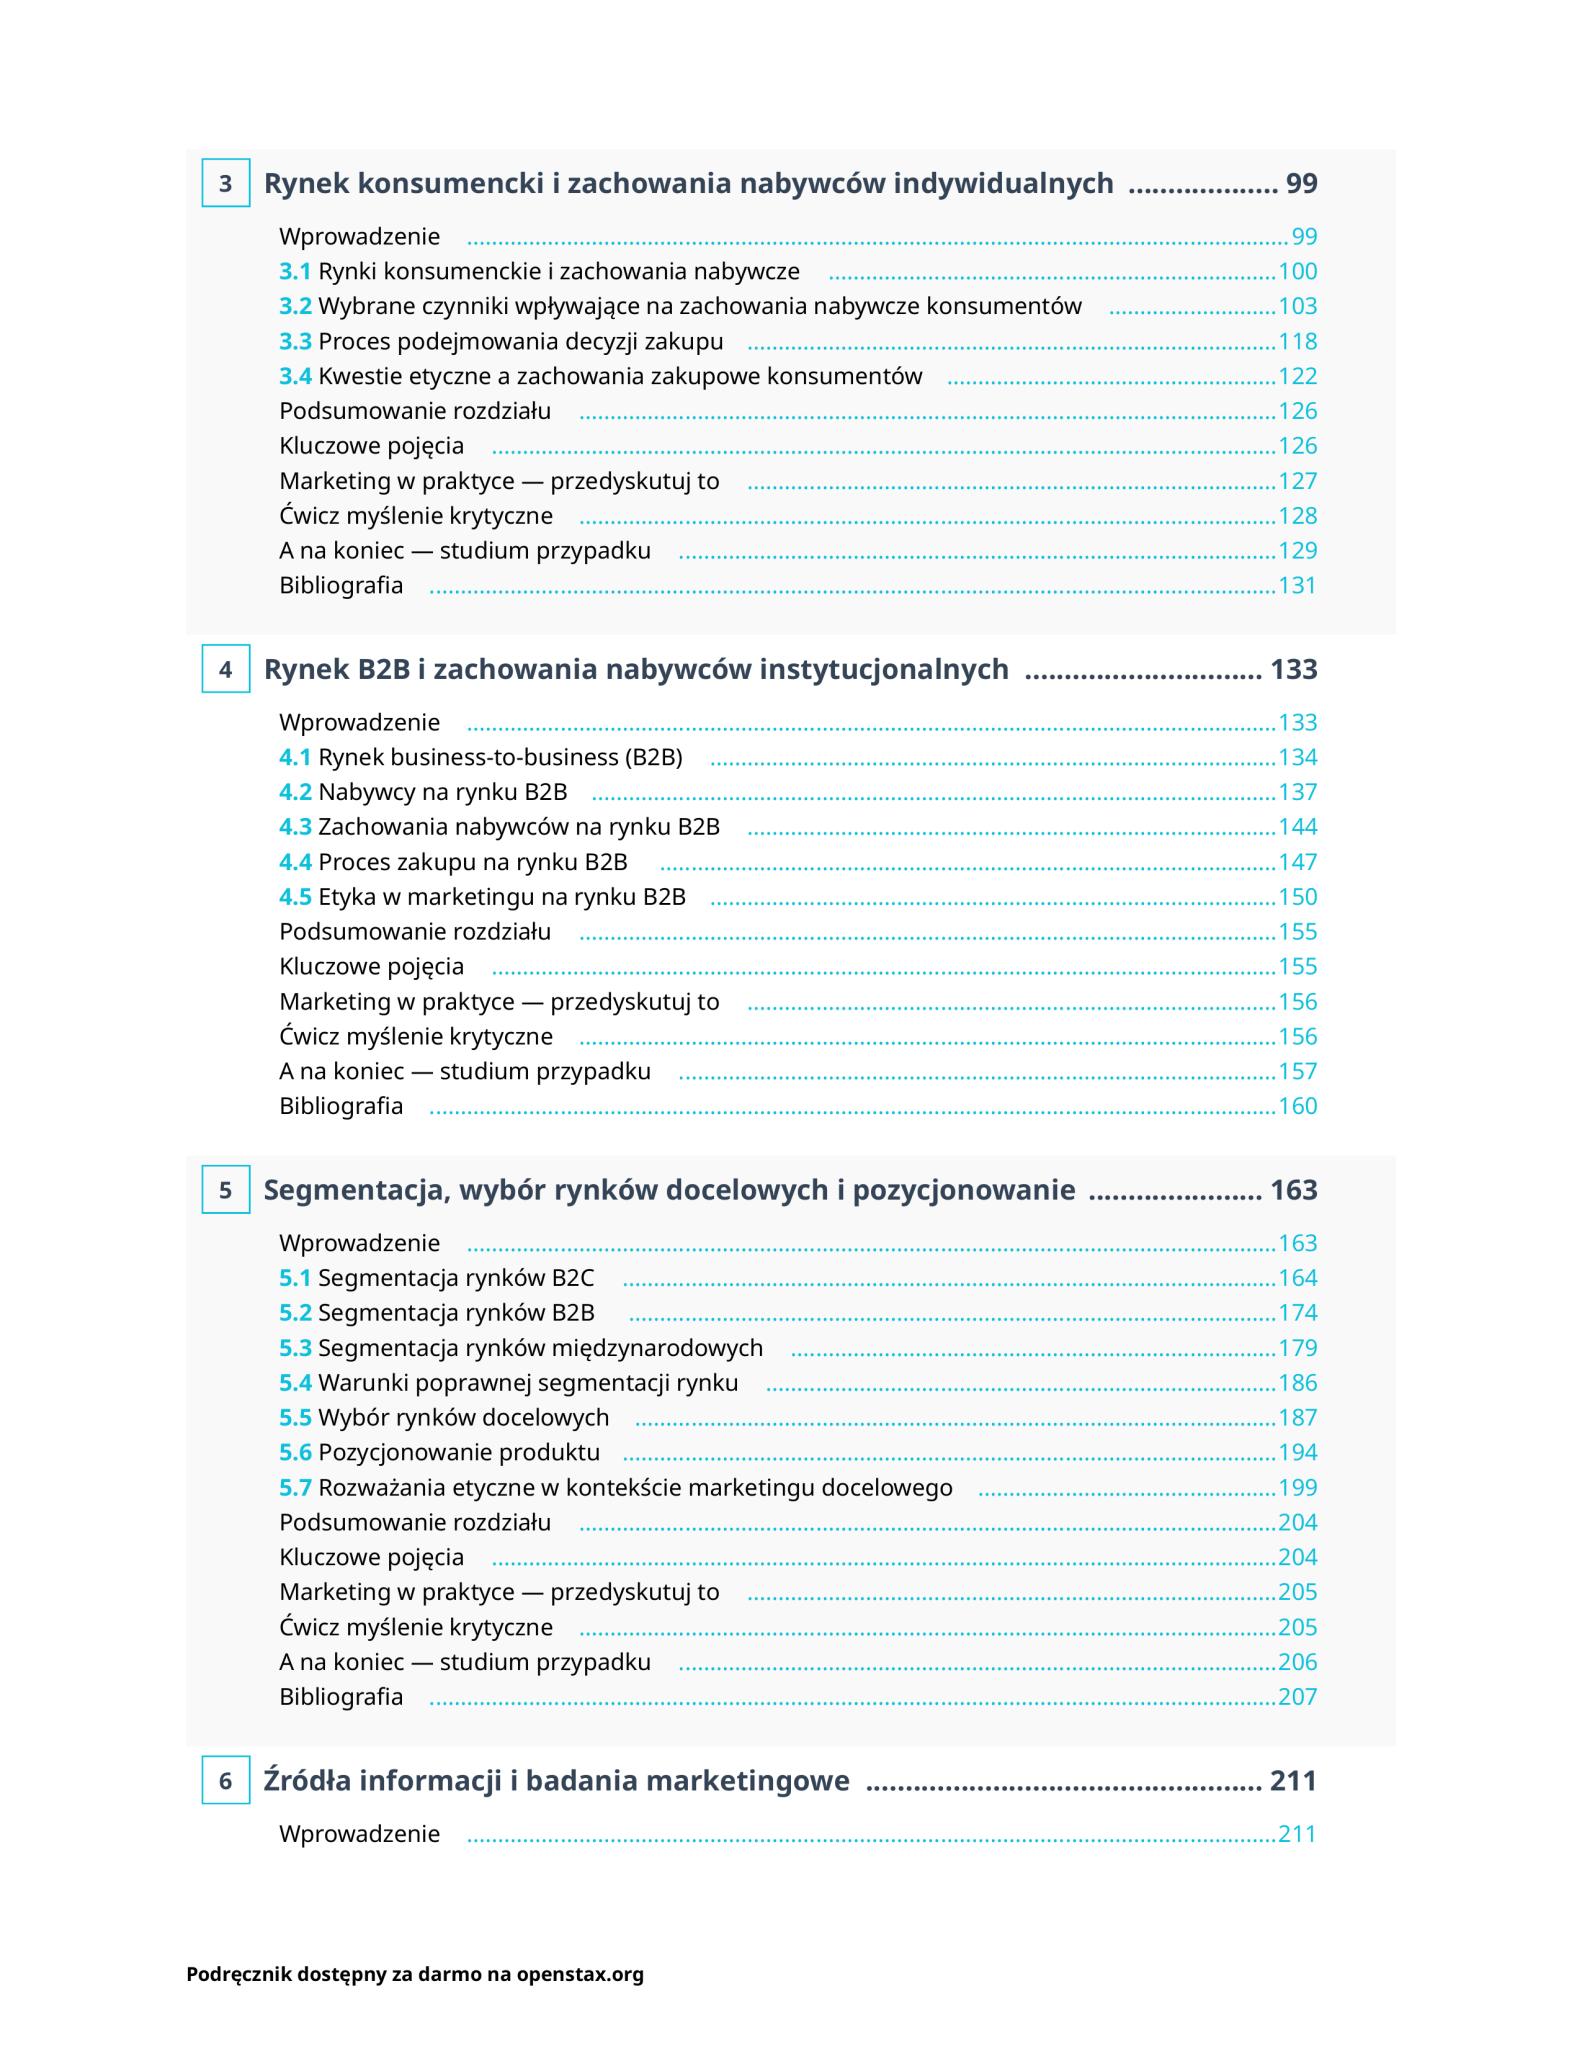 3 Rynek konsumencki i zachowania nabywców indywidualnych ................... 99
Wprowadzenie ........................................ 99
3.1 Rynki konsumenckie i zachowania nabywcze ........................................ 100
3.2 Wybrane czynniki wpływające na zachowania nabywcze konsumentów ........................................ 103
3.3 Proces podejmowania decyzji zakupu ........................................ 118
3.4 Kwestie etyczne a zachowania zakupowe konsumentów ........................................ 122
Podsumowanie rozdziału ........................................ 126
Kluczowe pojęcia ........................................ 126
Marketing w praktyce — przedyskutuj to ........................................ 127
Ćwicz myślenie krytyczne ........................................ 128
A na koniec — studium przypadku ........................................ 129
Bibliografia ........................................ 131
4 Rynek B2B i zachowania nabywców instytucjonalnych .............................. 133
Wprowadzenie ........................................ 133
4.1 Rynek business-to-business (B2B) ........................................ 134
4.2 Nabywcy na rynku B2B ........................................ 137
4.3 Zachowania nabywców na rynku B2B ........................................ 144
4.4 Proces zakupu na rynku B2B ........................................ 147
4.5 Etyka w marketingu na rynku B2B ........................................ 150
Podsumowanie rozdziału ........................................ 155
Kluczowe pojęcia ........................................ 155
Marketing w praktyce — przedyskutuj to ........................................ 156
Ćwicz myślenie krytyczne ........................................ 156
A na koniec — studium przypadku ........................................ 157
Bibliografia ........................................ 160
5 Segmentacja, wybór rynków docelowych i pozycjonowanie ...................... 163
Wprowadzenie ........................................ 163
5.1 Segmentacja rynków B2C ........................................ 164
5.2 Segmentacja rynków B2B ........................................ 174
5.3 Segmentacja rynków międzynarodowych ........................................ 179
5.4 Warunki poprawnej segmentacji rynku ........................................ 186
5.5 Wybór rynków docelowych ........................................ 187
5.6 Pozycjonowanie produktu ........................................ 194
5.7 Rozważania etyczne w kontekście marketingu docelowego ........................................ 199
Podsumowanie rozdziału ........................................ 204
Kluczowe pojęcia ........................................ 204
Marketing w praktyce — przedyskutuj to ........................................ 205
Ćwicz myślenie krytyczne ........................................ 205
A na koniec — studium przypadku ........................................ 206
Bibliografia ........................................ 207
6 Źródła informacji i badania marketingowe .................................................. 211
Wprowadzenie ........................................ 211
Podręcznik dostępny za darmo na openstax.org